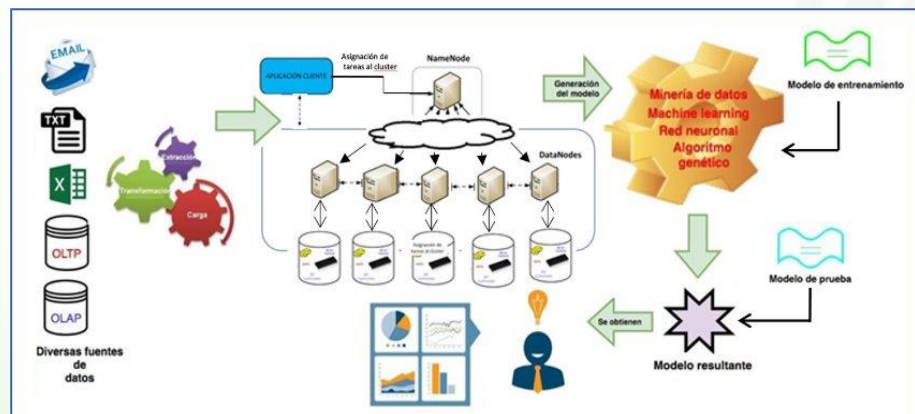 EMAIL
TXT
X
OLTP
OLAP
Diversas fuentes
de
datos
Extracción
Transformación
Carga
APLICACIÓN CLIENTE
Asignación de
tareas al cluster
NameNode
DataNodes
Asignación de
tareas al cluster
Generación
del modelo
Minería de datos
Machine learning
Red neuronal
Algoritmo
genético
Modelo de entrenamiento
Modelo de prueba
Modelo resultante
Se obtienen